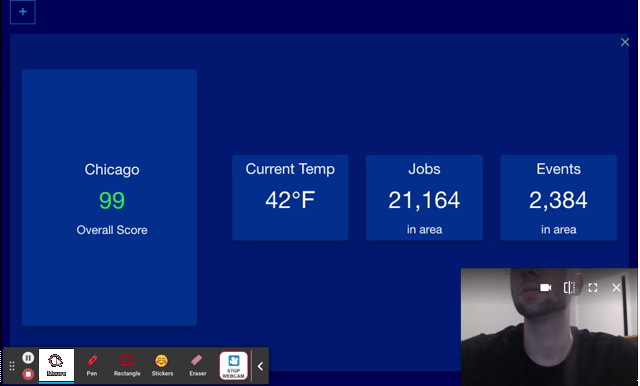 Chicago
99
Overall Score
Current Temp
42°F
Jobs
21,164
in area
Events
2,384
in area
Pen
Rectangle
Stickers
Eraser
STOP
WEBCAM